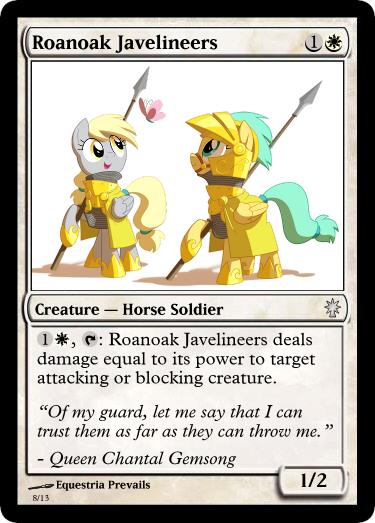 Roanoak Javelineers 1
Creature — Horse Soldier
1, : Roanoak Javelineers deals
damage equal to its power to target
attacking or blocking creature.
“Of my guard, let me say that I can
trust them as far as they can throw me.”
- Queen Chantal Gemsong
Equestria Prevails
1/2
8/13